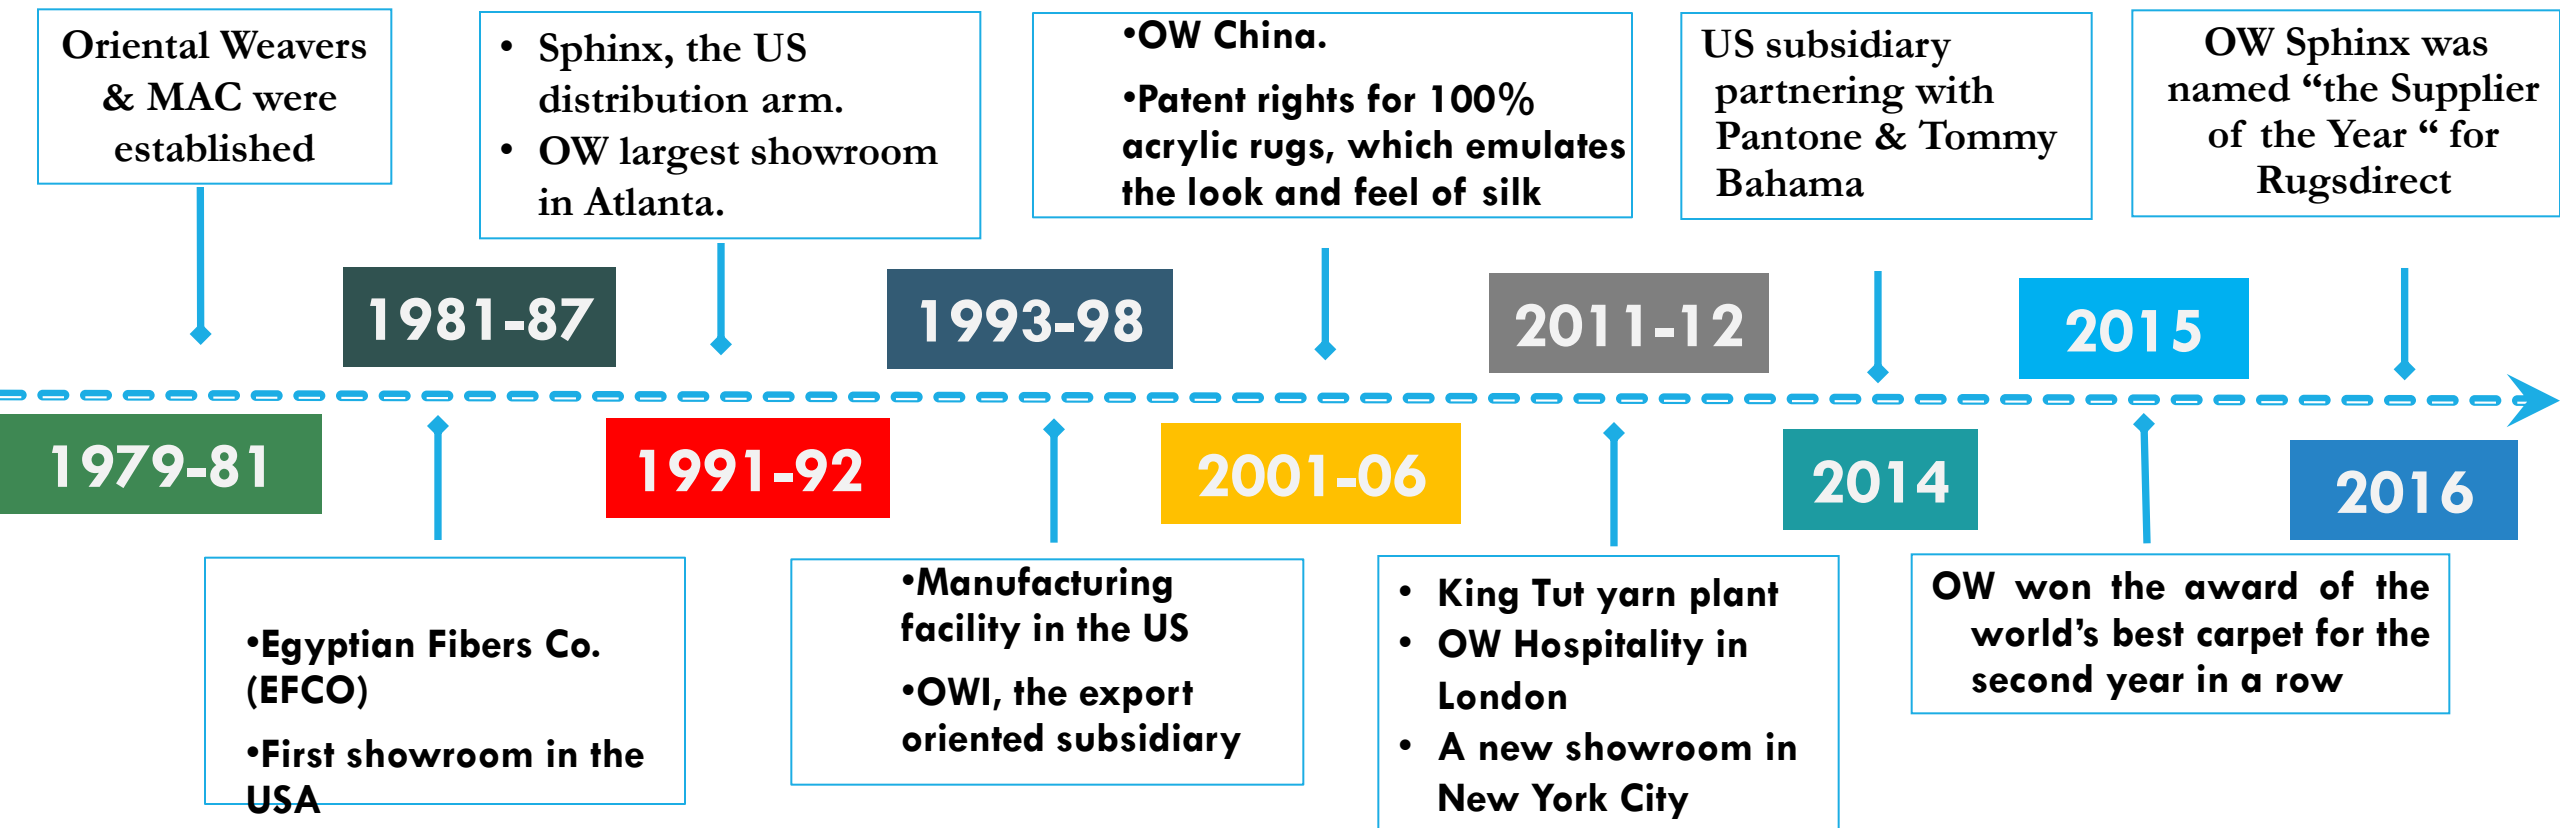 Oriental Weavers
& MAC were
established
• Sphinx, the US
distribution arm.
• OW largest showroom
in Atlanta.
•OW China.
•Patent rights for 100%
acrylic rugs, which emulates
the look and feel of silk
US subsidiary
partnering with
Pantone & Tommy
Bahama
OW Sphinx was
named “the Supplier
of the Year “ for
Rugsdirect
1981-87
1993-98
2011-12
2015
1979-81
1991-92
2001-06
2014
2016
•Egyptian Fibers Co.
(EFCO)
•First showroom in the
USA
•Manufacturing
facility in the US
•OWI, the export
oriented subsidiary
• King Tut yarn plant
• OW Hospitality in
London
• A new showroom in
New York City
OW won the award of the
world’s best carpet for the
second year in a row